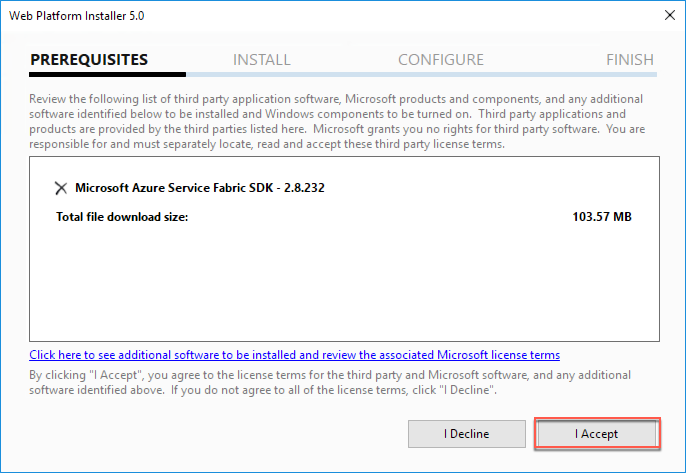 Web Platform Installer 5.0
PREREQUISITES INSTALL CONFIGURE FINISH
Review the following list of third party application software, Microsoft products and components, and any additional
software identified below to be installed and Windows components to be turned on.  Third party applications and
products are provided by the third parties listed here.  Microsoft grants you no rights for third party software.  You are
responsible for and must separately locate, read and accept these third party license terms.
Microsoft Azure Service Fabric SDK - 2.8.232
Total file download size: 103.57 MB
Click here to see additional software to be installed and review the associated Microsoft license terms
By clicking "I Accept", you agree to the license terms for the third party and Microsoft software, and any additional
software identified above.  If you do not agree to all of the license terms, click "I Decline".
I Decline I Accept